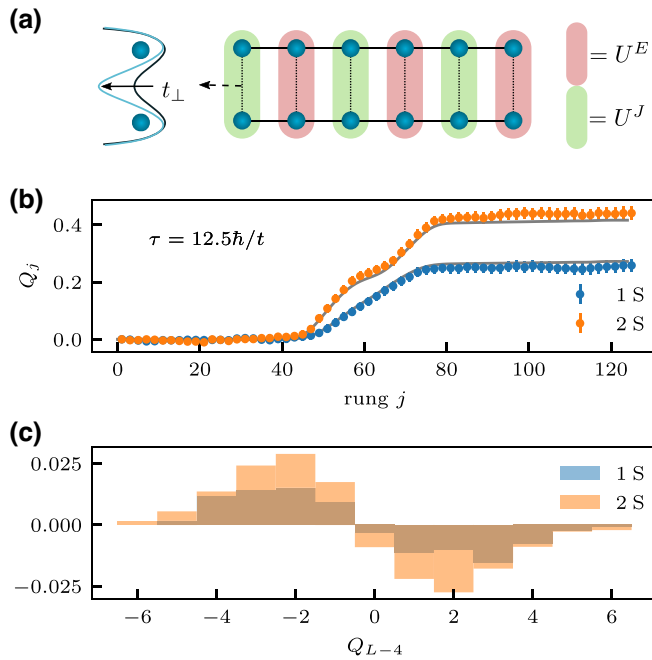 (a)
t⊥
= U^E
= U^J
(b)
τ = 12.5ħ/t
Q_j
0.4
0.2
0.0
1 S
2 S
0 20 40 60 80 100 120
rung j
(c)
0.025
0.000
−0.025
1 S
2 S
−6 −4 −2 0 2 4 6
Q_{L−4}